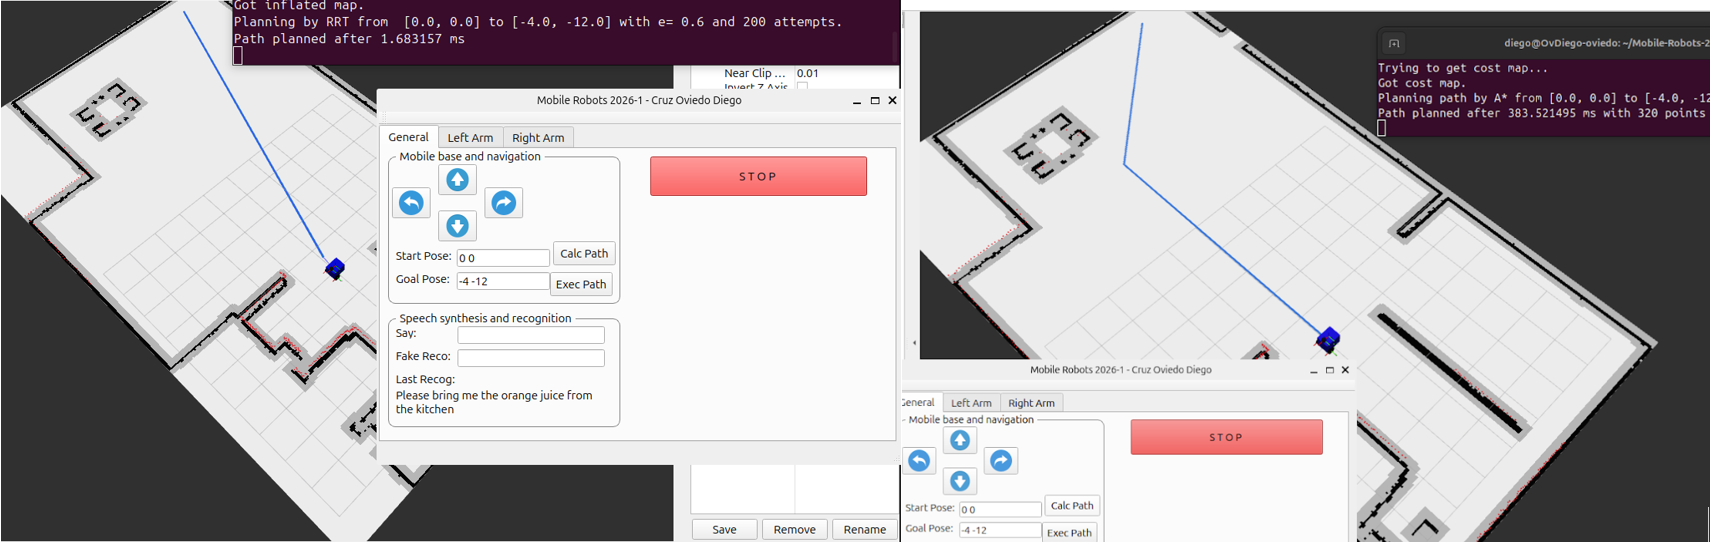 Got inflated map.
Planning by RRT from [0.0, 0.0] to [-4.0, -12.0] with e= 0.6 and 200 attempts.
Path planned after 1.683157 ms
Near Clip ... 0.01
Invert Z Axis
Mobile Robots 2026-1 - Cruz Oviedo Diego
General Left Arm Right Arm
Mobile base and navigation
STOP
Start Pose: 0 0 Calc Path
Goal Pose: -4 -12 Exec Path
Speech synthesis and recognition
Say:
Fake Reco:
Last Recog:
Please bring me the orange juice from
the kitchen
Save Remove Rename
diego@OvDiego-oviedo: ~/Mobile-Robots-2
Trying to get cost map...
Got cost map.
Planning path by A* from [0.0, 0.0] to [-4.0, -12
Path planned after 383.521495 ms with 320 points
Mobile Robots 2026-1 - Cruz Oviedo Diego
General Left Arm Right Arm
Mobile base and navigation
STOP
Start Pose: 0 0 Calc Path
Goal Pose: -4 -12 Exec Path